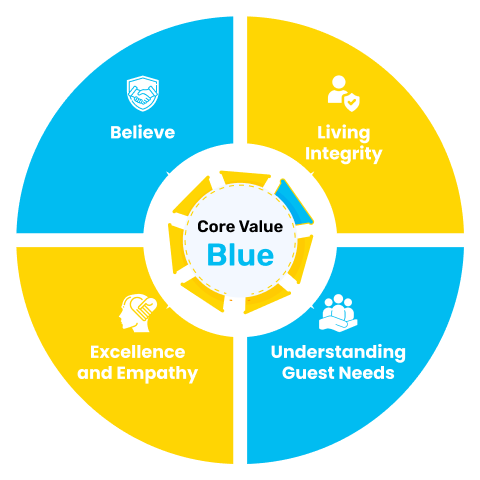 Believe
Living
Integrity
Core Value
Blue
Excellence
and Empathy
Understanding
Guest Needs